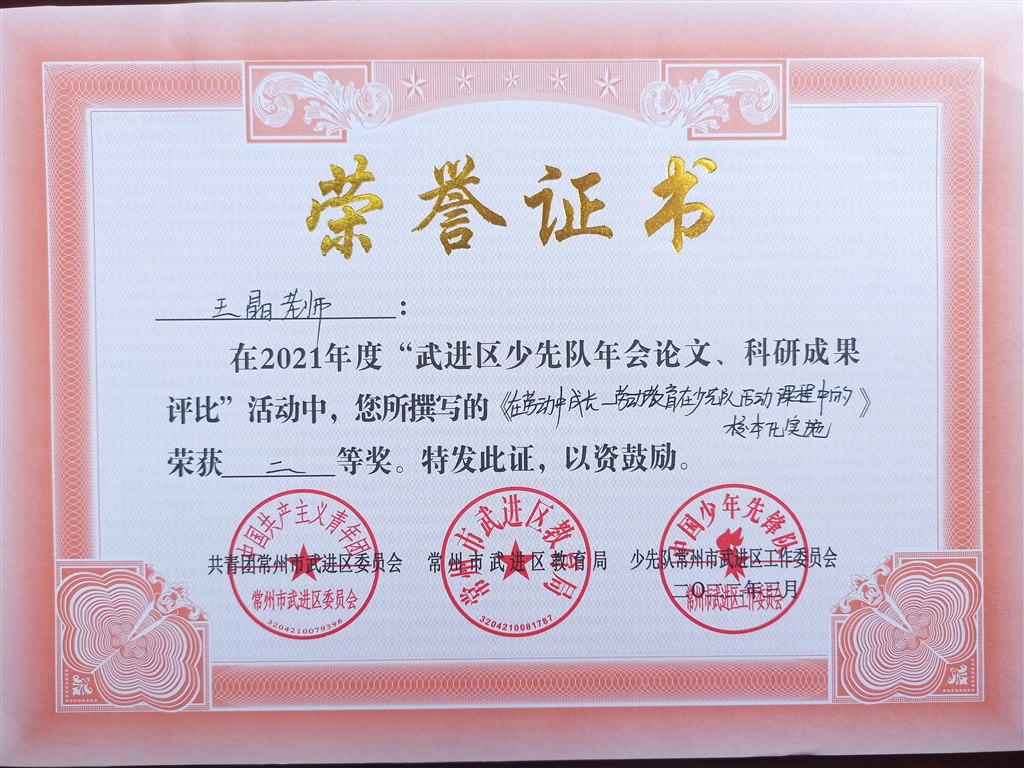 荣誉证书
王晶老师：
在2021年度“武进区少先队年会论文、科研成果
评比”活动中，您所撰写的《在劳动中成长—劳动教育在少先队活动课程中的
校本化实施》
荣获二等奖。特发此证，以资鼓励。
共青团常州市武进区委员会 常州市武进区教育局 少先队常州市武进区工作委员会
二〇二一年三月
中国共产主义青年团
常州市武进区委员会
3204210079396
常州市武进区教育局
3204210081787
中国少年先锋队
常州市武进区工作委员会